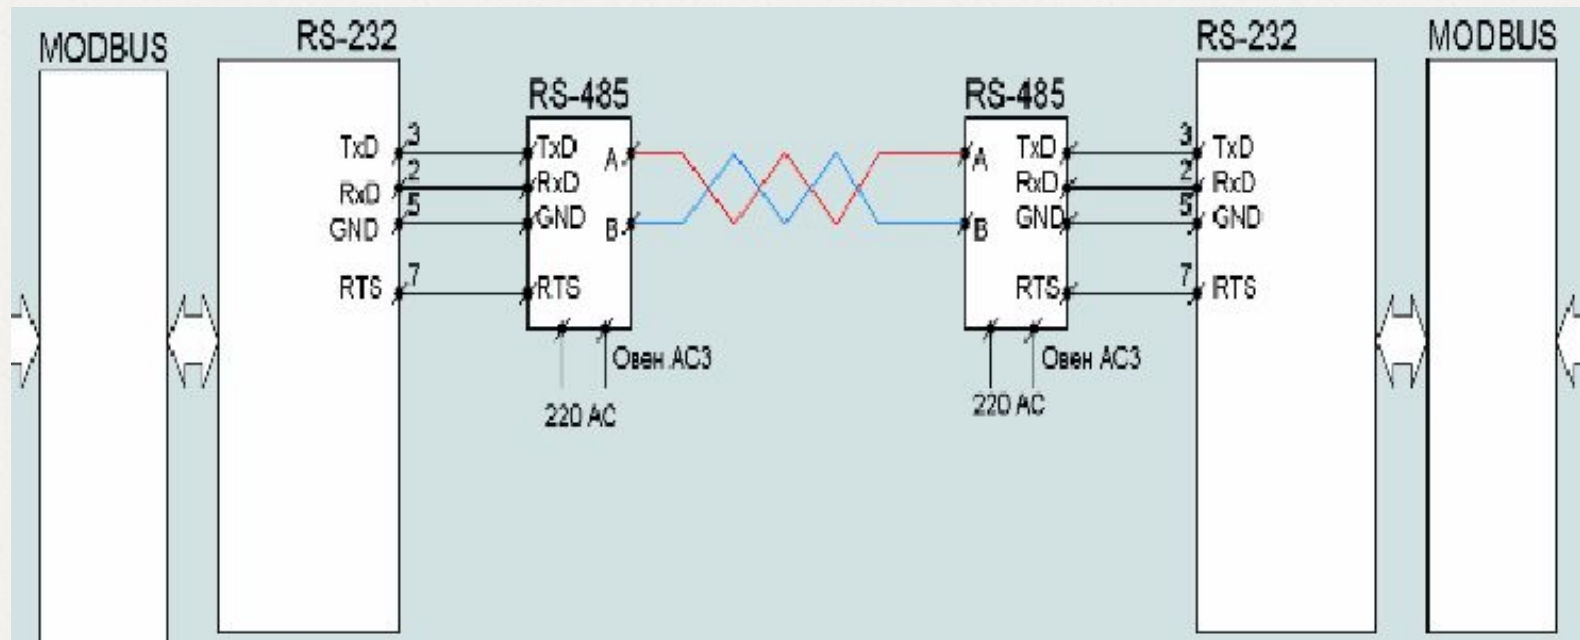 MODBUS
RS-232
RS-485
TxD 3 TxD A
RxD 2 RxD
GND 5 GND B
RTS 7 RTS
Овен АС3
220 AC
RS-485
RS-232
MODBUS
A TxD 3 TxD
RxD 2 RxD
B GND 5 GND
RTS 7 RTS
Овен АС3
220 AC